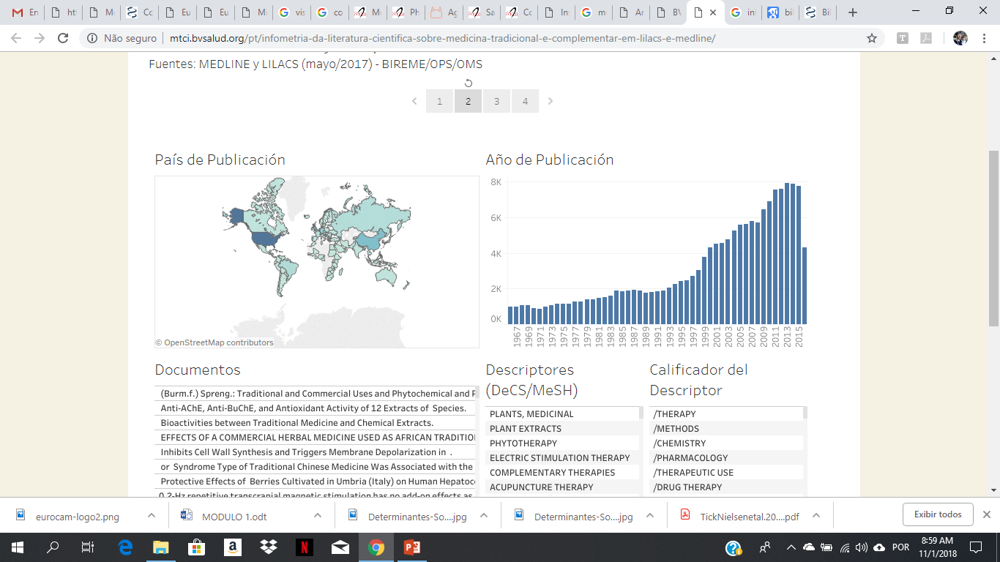 En
ht
M
Cc
Eu
Eu
M
vis
co
M
Ph
Ag
Sa
Cc
In
m
Ar
BV
in
bi
Bi
Não seguro | mtci.bvsalud.org/pt/infometria-da-literatura-cientifica-sobre-medicina-tradicional-e-complementar-em-lilacs-e-medline/
Fuentes: MEDLINE y LILACS (mayo/2017) - BIREME/OPS/OMS
1 2 3 4
País de Publicación
© OpenStreetMap contributors
Año de Publicación
8K
6K
4K
2K
0K
1967 1969 1971 1973 1975 1977 1979 1981 1983 1985 1987 1989 1991 1993 1995 1997 1999 2001 2003 2005 2007 2009 2011 2013 2015
Documentos
(Burm.f.) Spreng.: Traditional and Commercial Uses and Phytochemical and P
Anti-AChE, Anti-BuChE, and Antioxidant Activity of 12 Extracts of Species.
Bioactivities between Traditional Medicine and Chemical Extracts.
EFFECTS OF A COMMERCIAL HERBAL MEDICINE USED AS AFRICAN TRADITIO
Inhibits Cell Wall Synthesis and Triggers Membrane Depolarization in .
or Syndrome Type of Traditional Chinese Medicine Was Associated with the
Protective Effects of Berries Cultivated in Umbria (Italy) on Human Hepatoc
0.2-Hz repetitive transcranial magnetic stimulation has no add-on effects as
Descriptores
(DeCS/MeSH)
PLANTS, MEDICINAL
PLANT EXTRACTS
PHYTOTHERAPY
ELECTRIC STIMULATION THERAPY
COMPLEMENTARY THERAPIES
ACUPUNCTURE THERAPY
Calificador del
Descriptor
/THERAPY
/METHODS
/CHEMISTRY
/PHARMACOLOGY
/THERAPEUTIC USE
/DRUG THERAPY
eurocam-logo2.png
MODULO 1.odt
Determinantes-So....jpg
Determinantes-So....jpg
TickNielsenetal.20....pdf
Exibir todos
POR
8:59 AM
11/1/2018